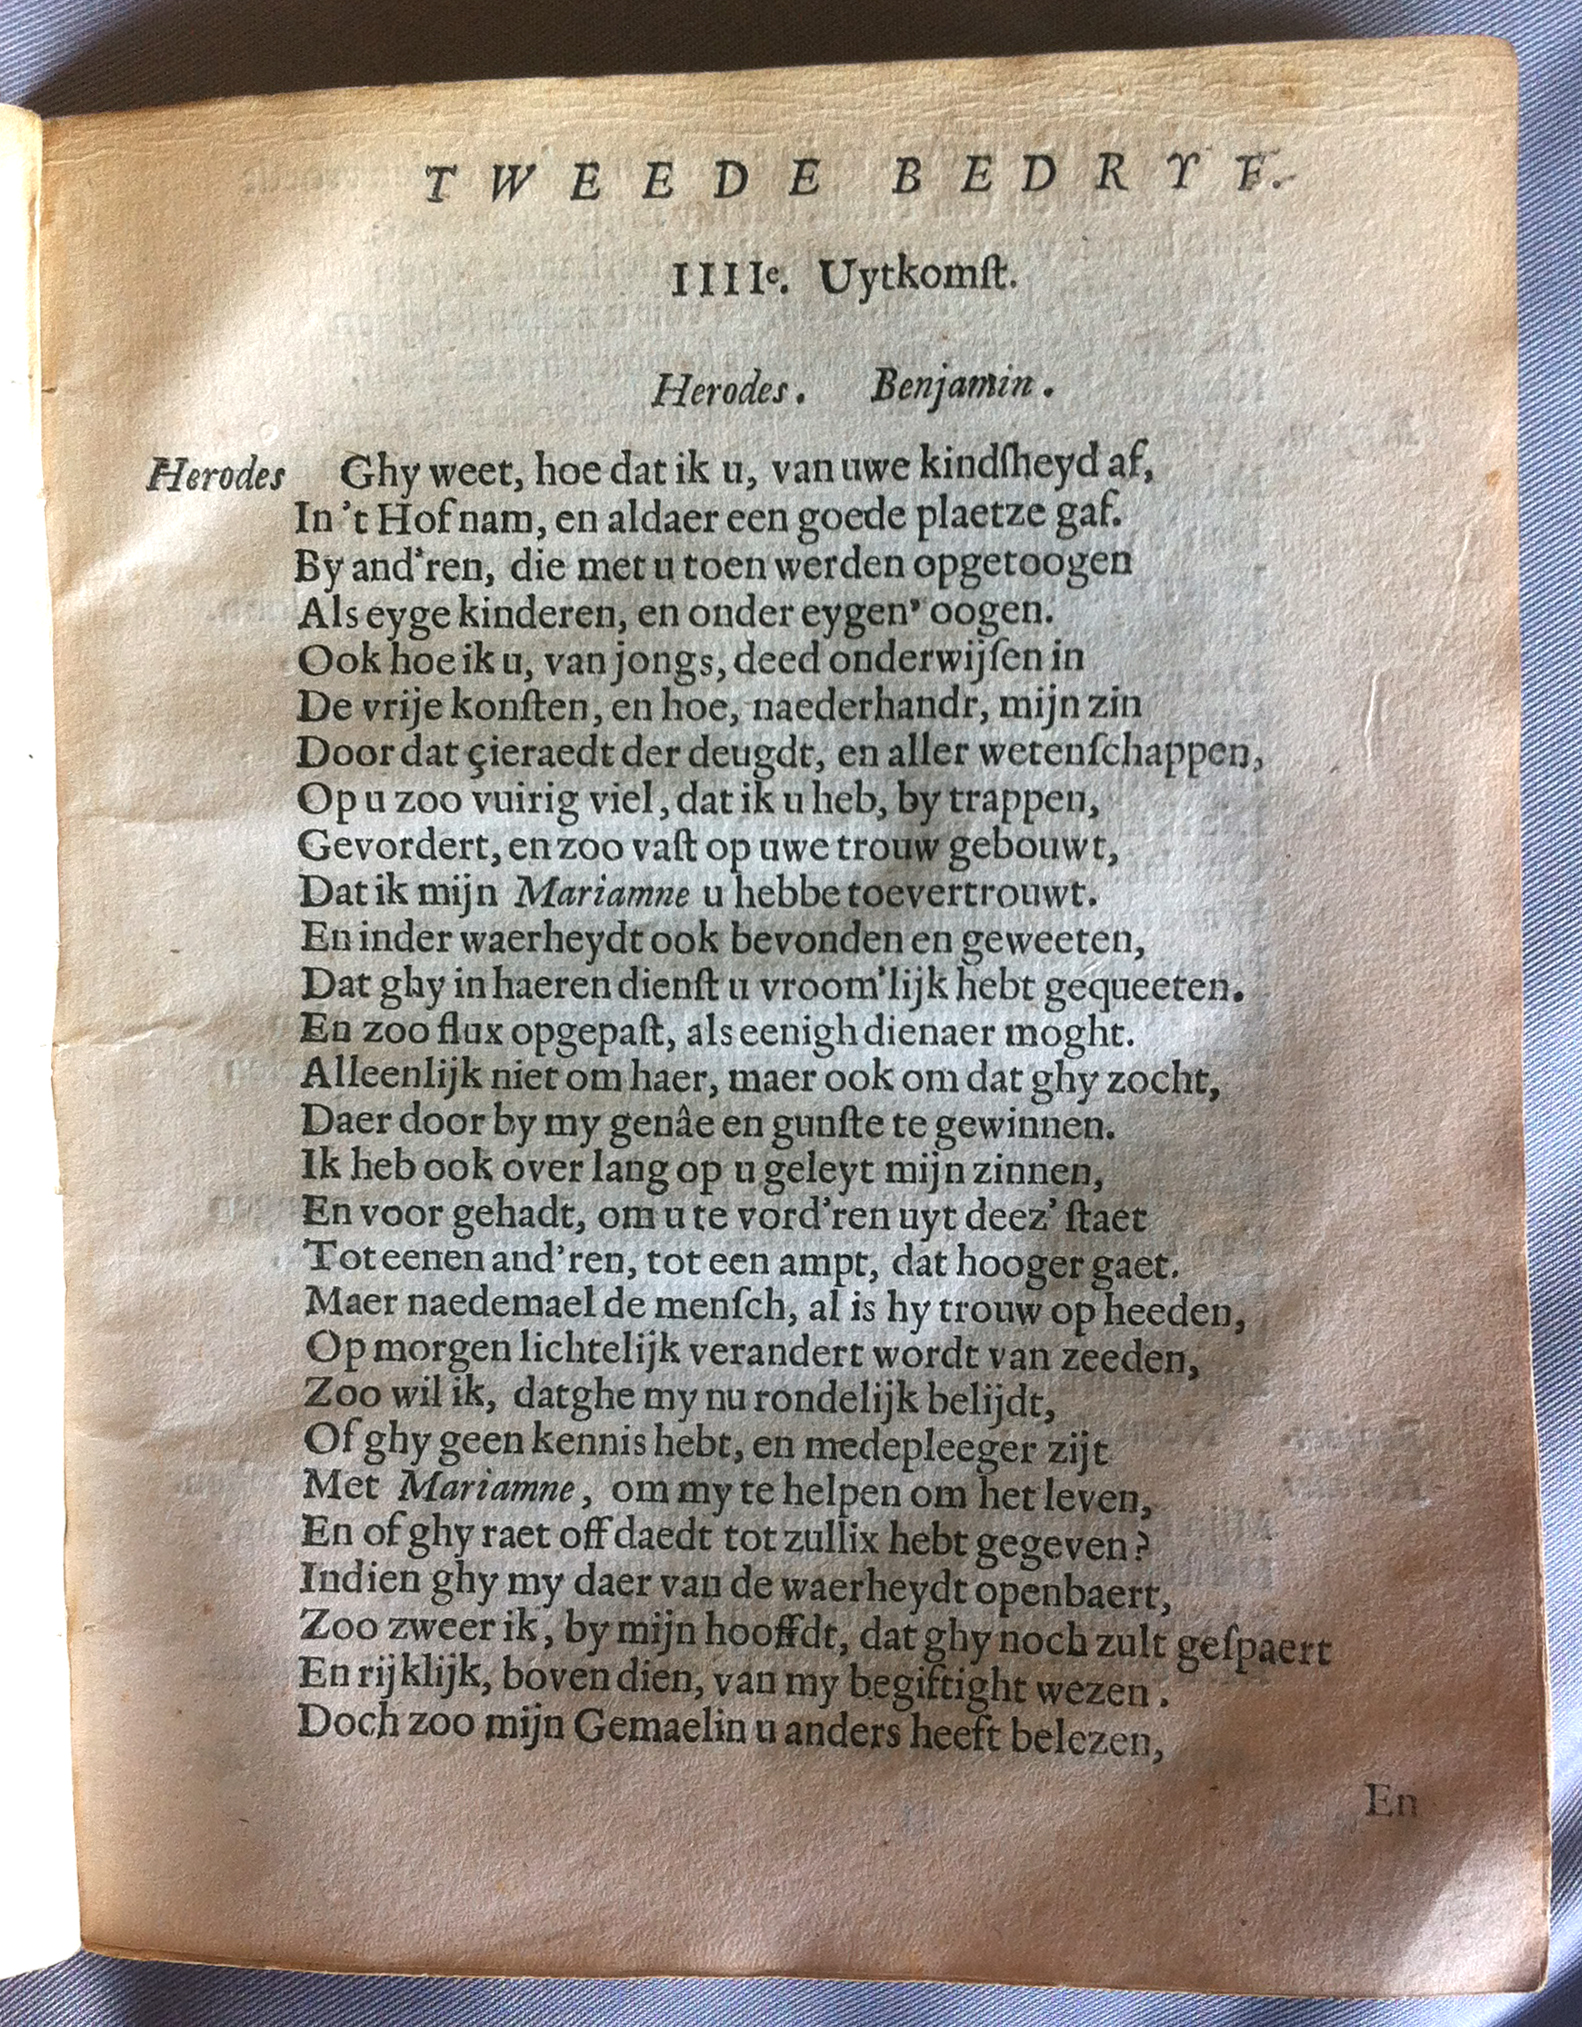 TWEEDE BEDRYF.
IIIIe. Uytkomſt.
Herodes. Benjamin.
Herodes Ghy weet, hoe dat ik u, van uwe kindſheyd af,
In 't Hof nam, en aldaer een goede plaetze gaf.
By and'ren, die met u toen werden opgetoogen
Als eyge kinderen, en onder eygen' oogen.
Ook hoe ik u, van jongs, deed onderwijſen in
De vrije konſten, en hoe, naederhandr, mijn zin
Door dat çieraedt der deugdt, en aller wetenſchappen,
Op u zoo vuirig viel, dat ik u heb, by trappen,
Gevordert, en zoo vaſt op uwe trouw gebouwt,
Dat ik mijn Mariamne u hebbe toevertrouwt.
En inder waerheydt ook bevonden en geweeten,
Dat ghy in haeren dienſt u vroom'lijk hebt gequeeten.
En zoo flux opgepaſt, als eenigh dienaer moght.
Alleenlijk niet om haer, maer ook om dat ghy zocht,
Daer door by my genâe en gunſte te gewinnen.
Ik heb ook over lang op u geleyt mijn zinnen,
En voor gehadt, om u te vord'ren uyt deez' ſtaet
Tot eenen and'ren, tot een ampt, dat hooger gaet.
Maer naedemael de menſch, al is hy trouw op heeden,
Op morgen lichtelijk verandert wordt van zeeden,
Zoo wil ik, datghe my nu rondelijk belijdt,
Of ghy geen kennis hebt, en medepleeger zijt
Met Mariamne, om my te helpen om het leven,
En of ghy raet off daedt tot zullix hebt gegeven?
Indien ghy my daer van de waerheydt openbaert,
Zoo zweer ik, by mijn hooffdt, dat ghy noch zult geſpaert
En rijklijk, boven dien, van my begiftight wezen.
Doch zoo mijn Gemaelin u anders heeft belezen,
En